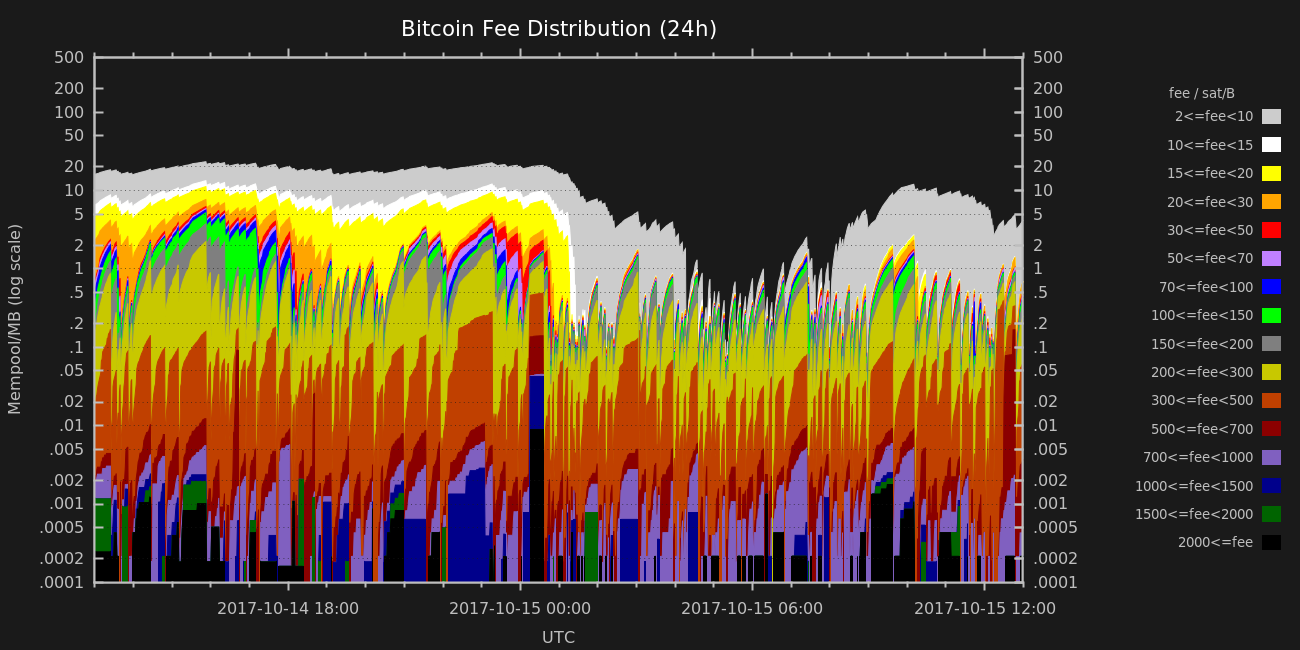 Bitcoin Fee Distribution (24h)
500
200
100
50
20
10
5
2
1
.5
.2
.1
.05
.02
.01
.005
.002
.001
.0005
.0002
.0001
Mempool/MB (log scale)
500
200
100
50
20
10
5
2
1
.5
.2
.1
.05
.02
.01
.005
.002
.001
.0005
.0002
.0001
2017-10-14 18:00 2017-10-15 00:00 2017-10-15 06:00 2017-10-15 12:00
UTC
fee / sat/B
2<=fee<10
10<=fee<15
15<=fee<20
20<=fee<30
30<=fee<50
50<=fee<70
70<=fee<100
100<=fee<150
150<=fee<200
200<=fee<300
300<=fee<500
500<=fee<700
700<=fee<1000
1000<=fee<1500
1500<=fee<2000
2000<=fee